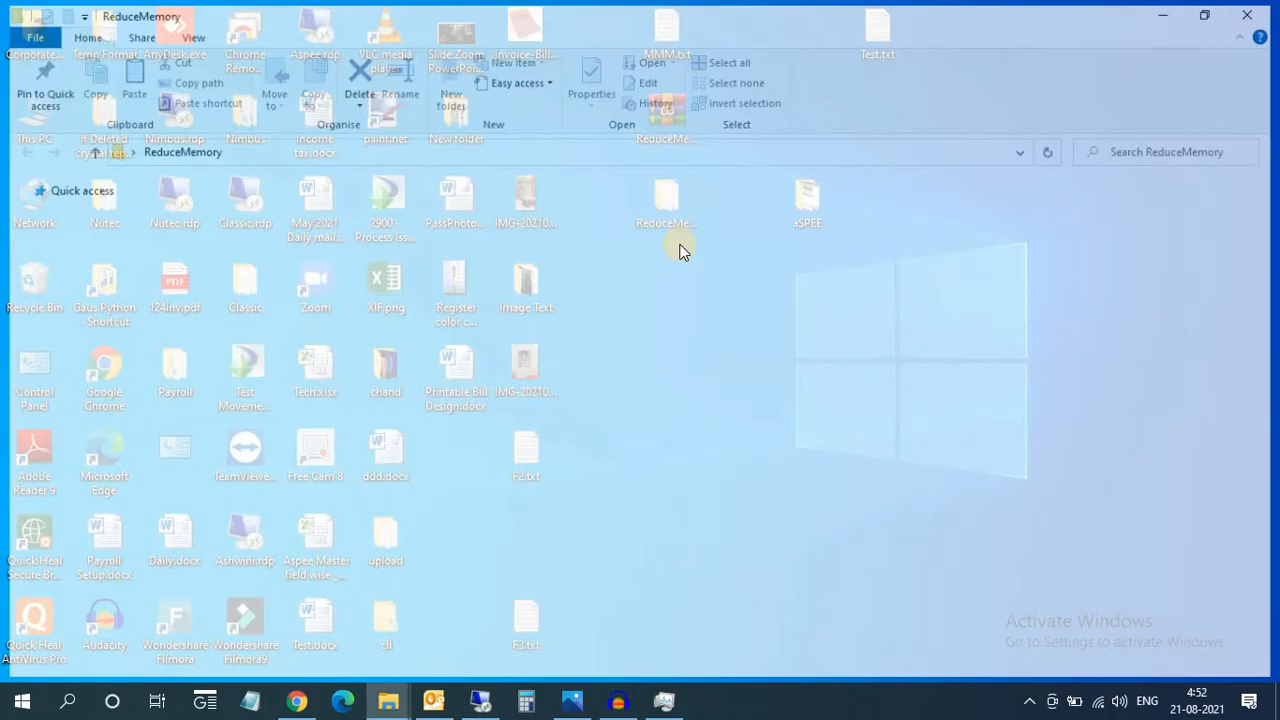 ReduceMemory
File
Home
Share
View
Pin to Quick access
Copy
Paste
Cut
Copy path
Paste shortcut
Move to
Copy to
Delete
Rename
New folder
New item
Easy access
Properties
Open
Edit
History
Select all
Select none
Invert selection
Clipboard
Organise
New
Open
Select
ReduceMemory
Search ReduceMemory
Quick access
Corporate...
Temp Format
AnyDesk.exe
Chrome
Remo...
Aspee.rdp
VLC media
player
Slide Zoom
PowerPoi...
Invoice-Bill...
MMM.txt
Test.txt
This PC
if Deleted
crystal rep...
Nimbus.rdp
Nimbus
income
tax.docx
paint.net
New folder
ReduceMe...
Network
Nutec
Nutec.rdp
Classic.rdp
May'2021
Daily mail...
2900 -
Process Iss...
PassPhoto...
IMG-20210...
ReduceMe...
aSPEE
Recycle Bin
Gaus Python
- Shortcut
124Inv.pdf
Classic
Zoom
XIF.png
Register
color c...
Image Text
Control
Panel
Google
Chrome
Payroll
Test
Moveme...
Tech.xlsx
chand
Printable Bill
Design.docx
IMG-20210...
Adobe
Reader 9
Microsoft
Edge
TeamViewe...
Free Cam 8
ddd.docx
F2.txt
Quick Heal
Secure Br...
Payroll
Setup.docx
Daily.docx
Ashwini.rdp
Aspee Master
field wise _...
upload
Quick Heal
AntiVirus Pro
Audacity
Wondershare
Filmora
Wondershare
Filmora9
Test.docx
cll
F3.txt
Activate Windows
Go to Settings to activate Windows.
ENG
4:52
21-08-2021